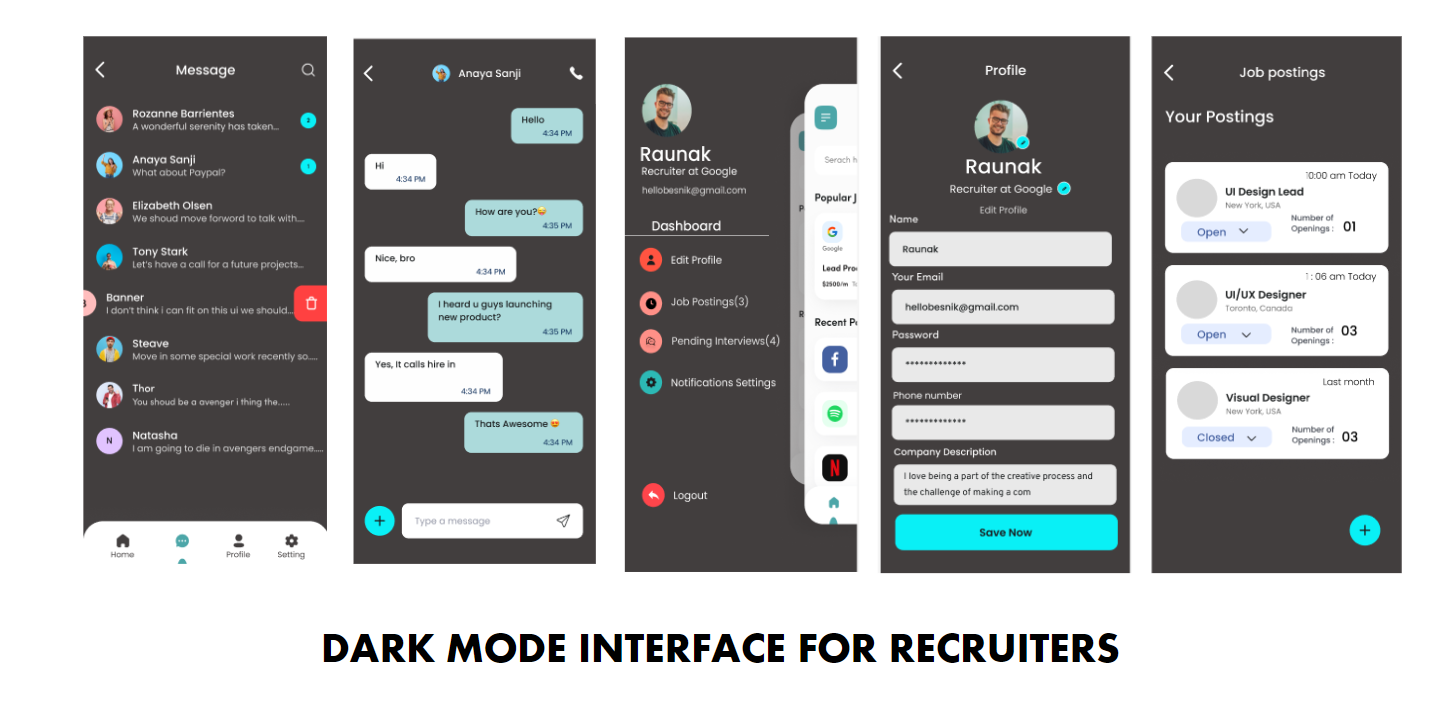 Message
Rozanne Barrientes
A wonderful serenity has taken...
2
Anaya Sanji
What about Paypal?
1
Elizabeth Olsen
We shoud move forword to talk with...
Tony Stark
Let's have a call for a future projects...
Banner
I don't think i can fit on this ui we should...
Steave
Move in some special work recently so....
Thor
You shoud be a avenger i thing the.....
N
Natasha
I am going to die in avengers endgame....
Home
Profile
Setting
Anaya Sanji
Hello
4:34 PM
Hi
4:34 PM
How are you?😅
4:35 PM
Nice, bro
4:34 PM
I heard u guys launching
new product?
4:35 PM
Yes, It calls hire in
4:34 PM
Thats Awesome 😍
4:34 PM
Type a message
Raunak
Recruiter at Google
hellobesnik@gmail.com
Dashboard
Edit Profile
Job Postings(3)
Pending Interviews(4)
Notifications Settings
Logout
Serach h
Popular J
Google
Lead Pro
$2500/m
Recent P
Profile
Raunak
Recruiter at Google
Edit Profile
Name
Raunak
Your Email
hellobesnik@gmail.com
Password
*************
Phone number
*************
Company Description
I love being a part of the creative process and
the challenge of making a com
Save Now
Job postings
Your Postings
10:00 am Today
UI Design Lead
New York, USA
Open
Number of
Openings : 01
1 : 06 am Today
UI/UX Designer
Toronto, Canada
Open
Number of
Openings : 03
Last month
Visual Designer
New York, USA
Closed
Number of
Openings : 03
DARK MODE INTERFACE FOR RECRUITERS